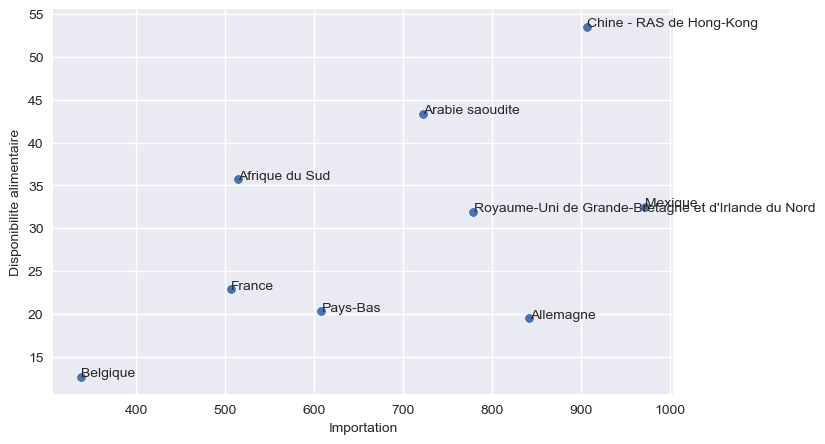 55
50
45
40
35
30
25
20
15
Disponibilite alimentaire
Chine - RAS de Hong-Kong
Arabie saoudite
Afrique du Sud
Mexique
Royaume-Uni de Grande-Bretagne et d'Irlande du Nord
France
Pays-Bas
Allemagne
Belgique
400 500 600 700 800 900 1000
Importation